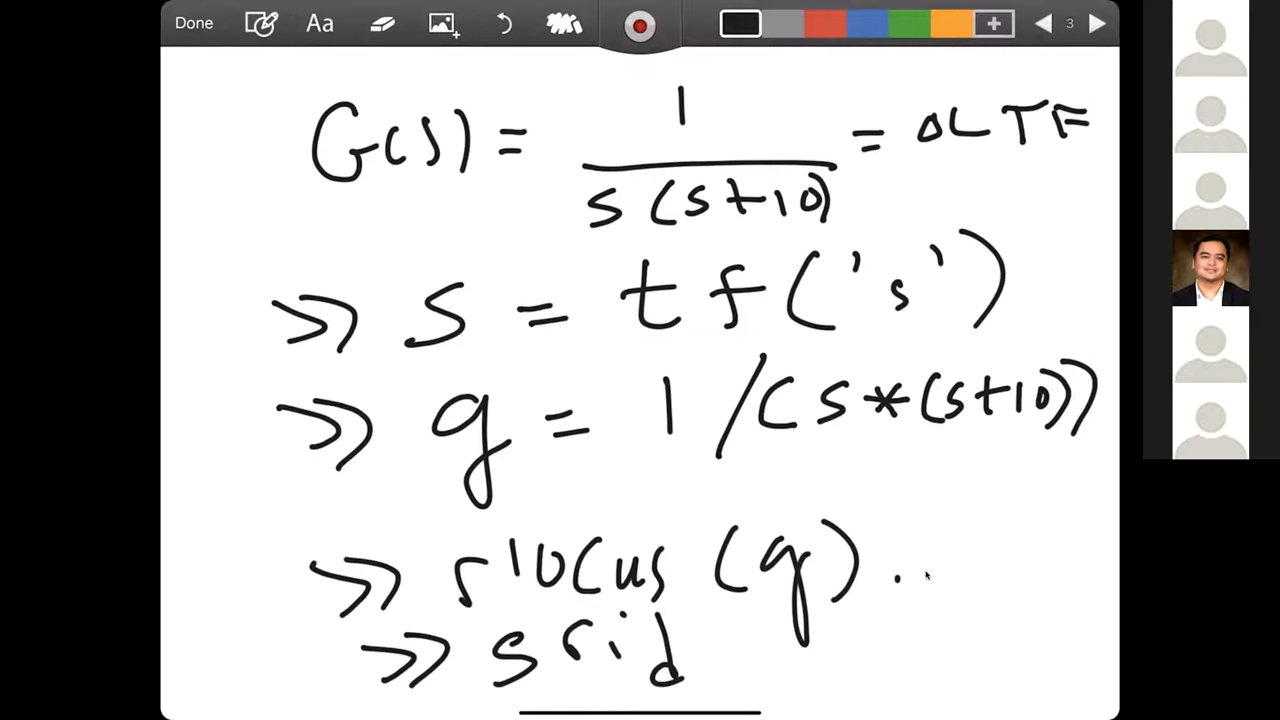 Done Aa 3
G(s) = 1 / s(s+10) = OLTF
>> s = tf('s')
>> g = 1/(s*(s+10))
>> rlocus(g).
>> sgrid